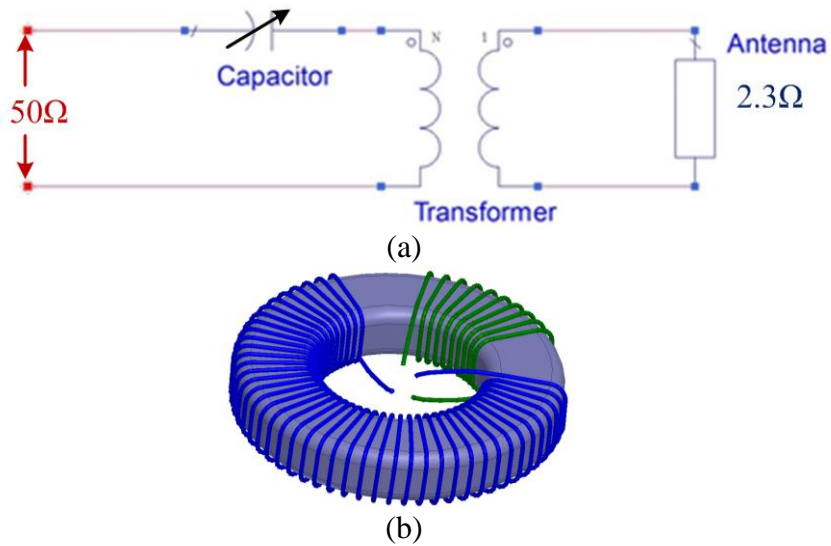 N 1
Antenna
Capacitor
50Ω
2.3Ω
Transformer
(a)
(b)